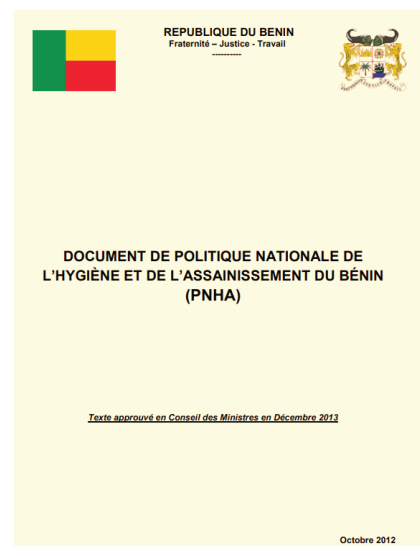 REPUBLIQUE DU BENIN
Fraternité – Justice - Travail
----------
DOCUMENT DE POLITIQUE NATIONALE DE
L'HYGIÈNE ET DE L'ASSAINISSEMENT DU BÉNIN
(PNHA)
Texte approuvé en Conseil des Ministres en Décembre 2013
Octobre 2012